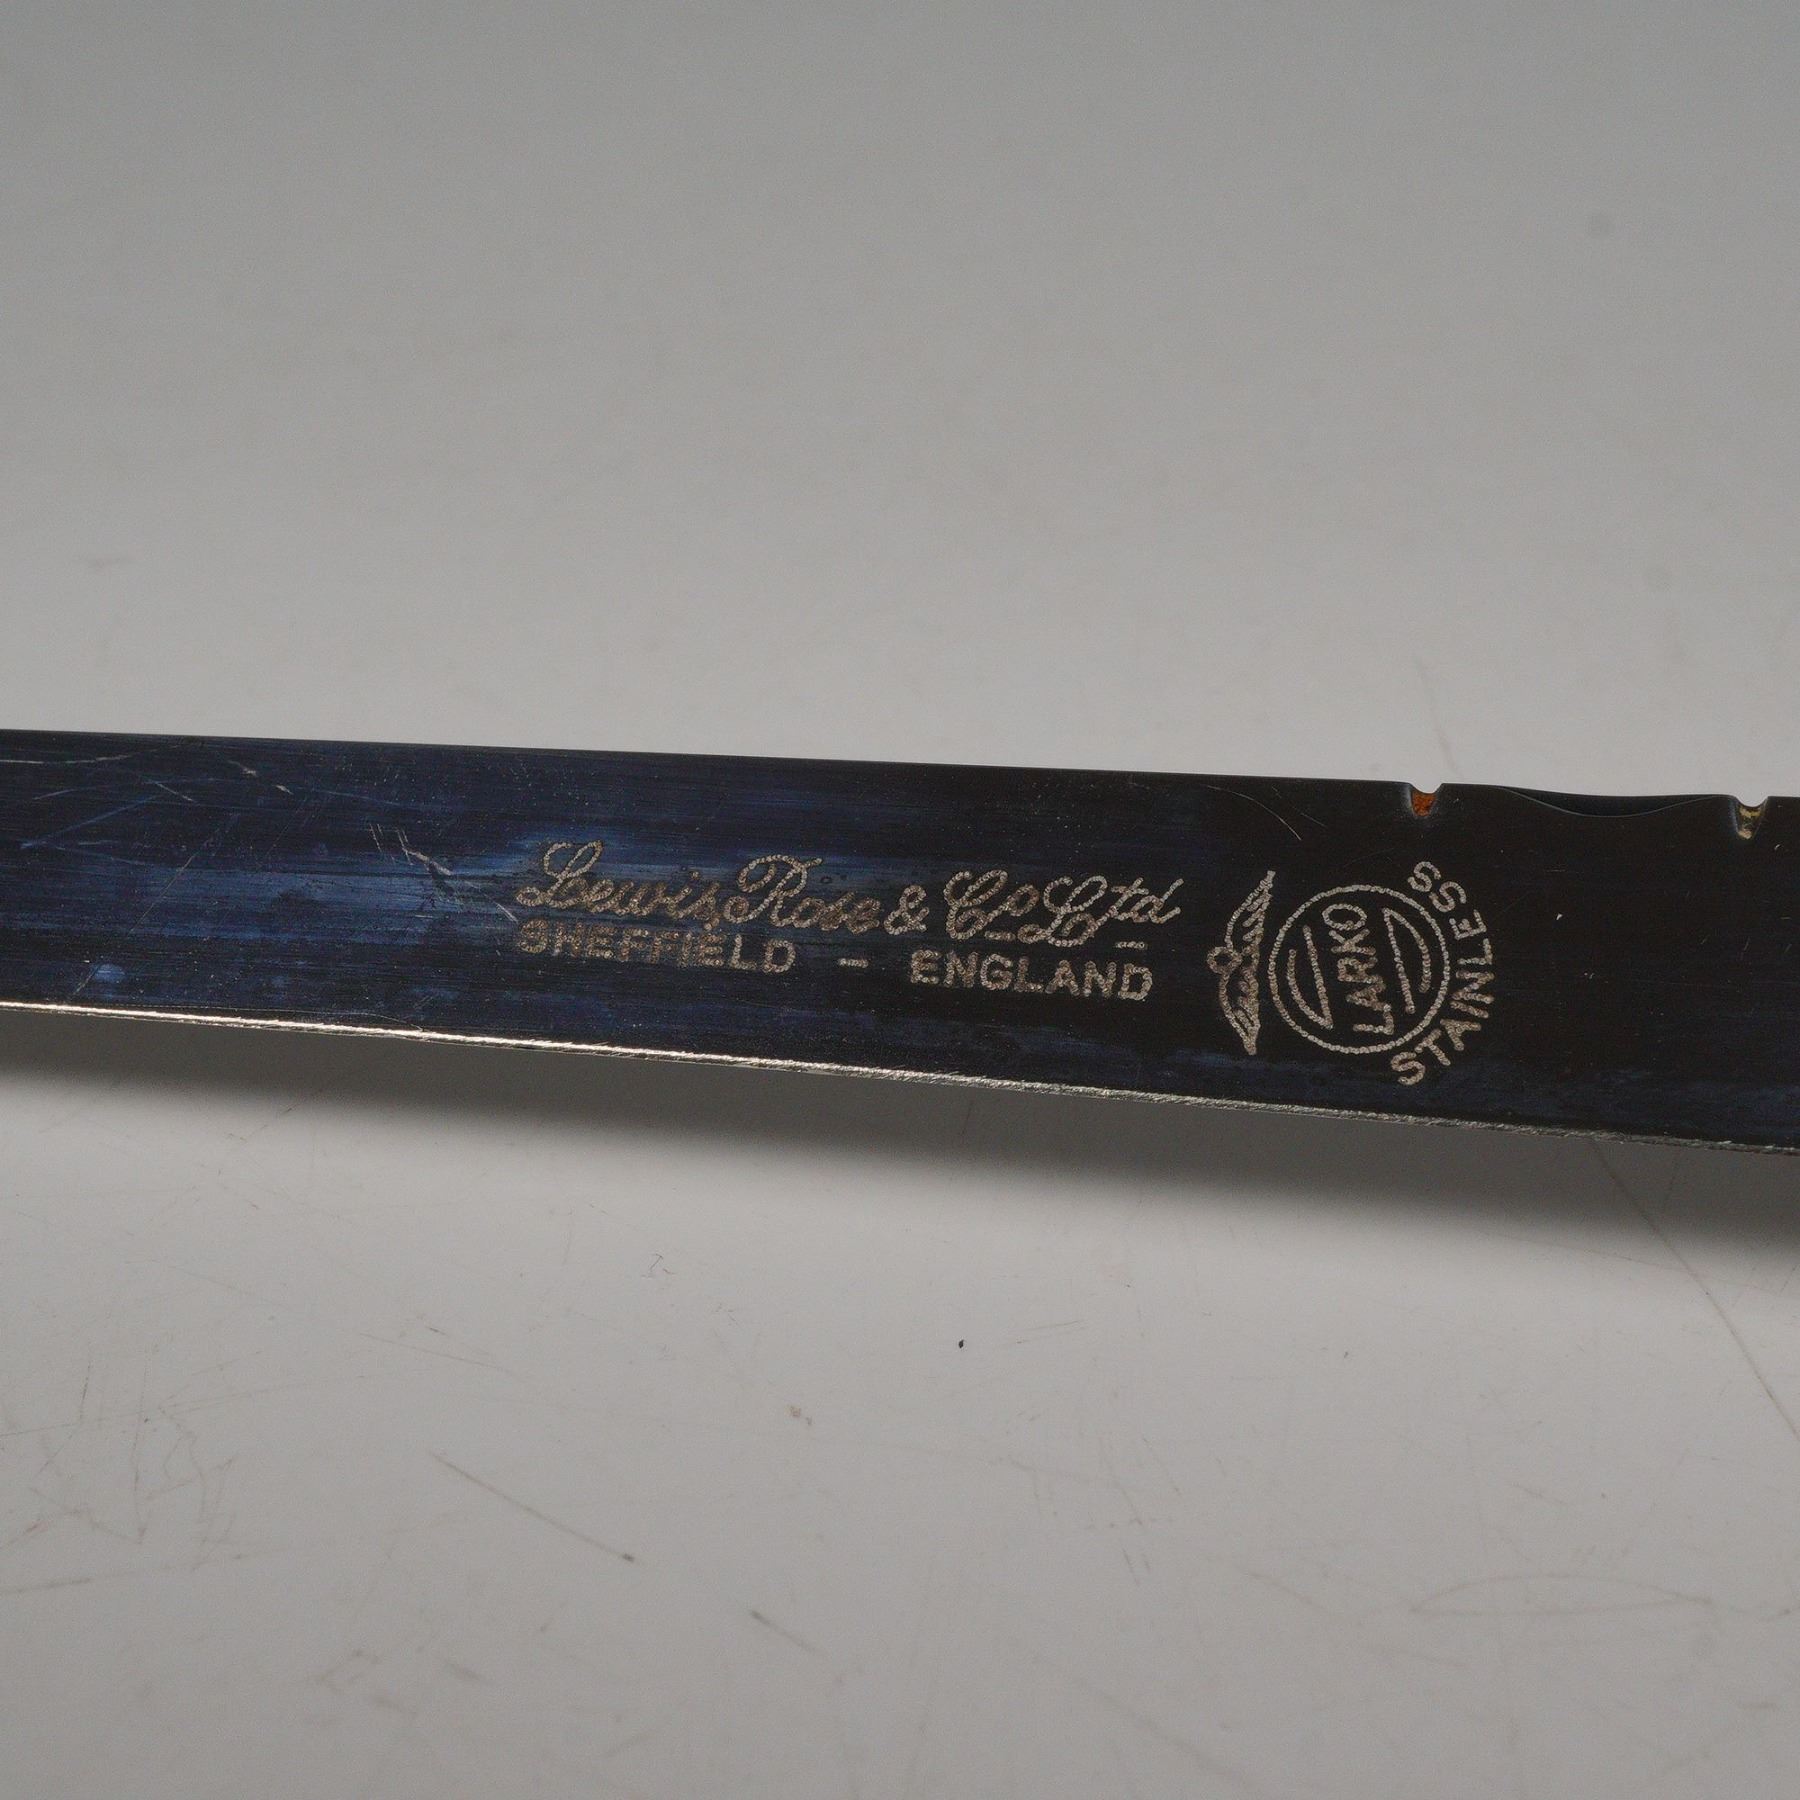 Lewis, Rose & Co Ltd
SHEFFIELD - ENGLAND
LARKO
STAINLESS